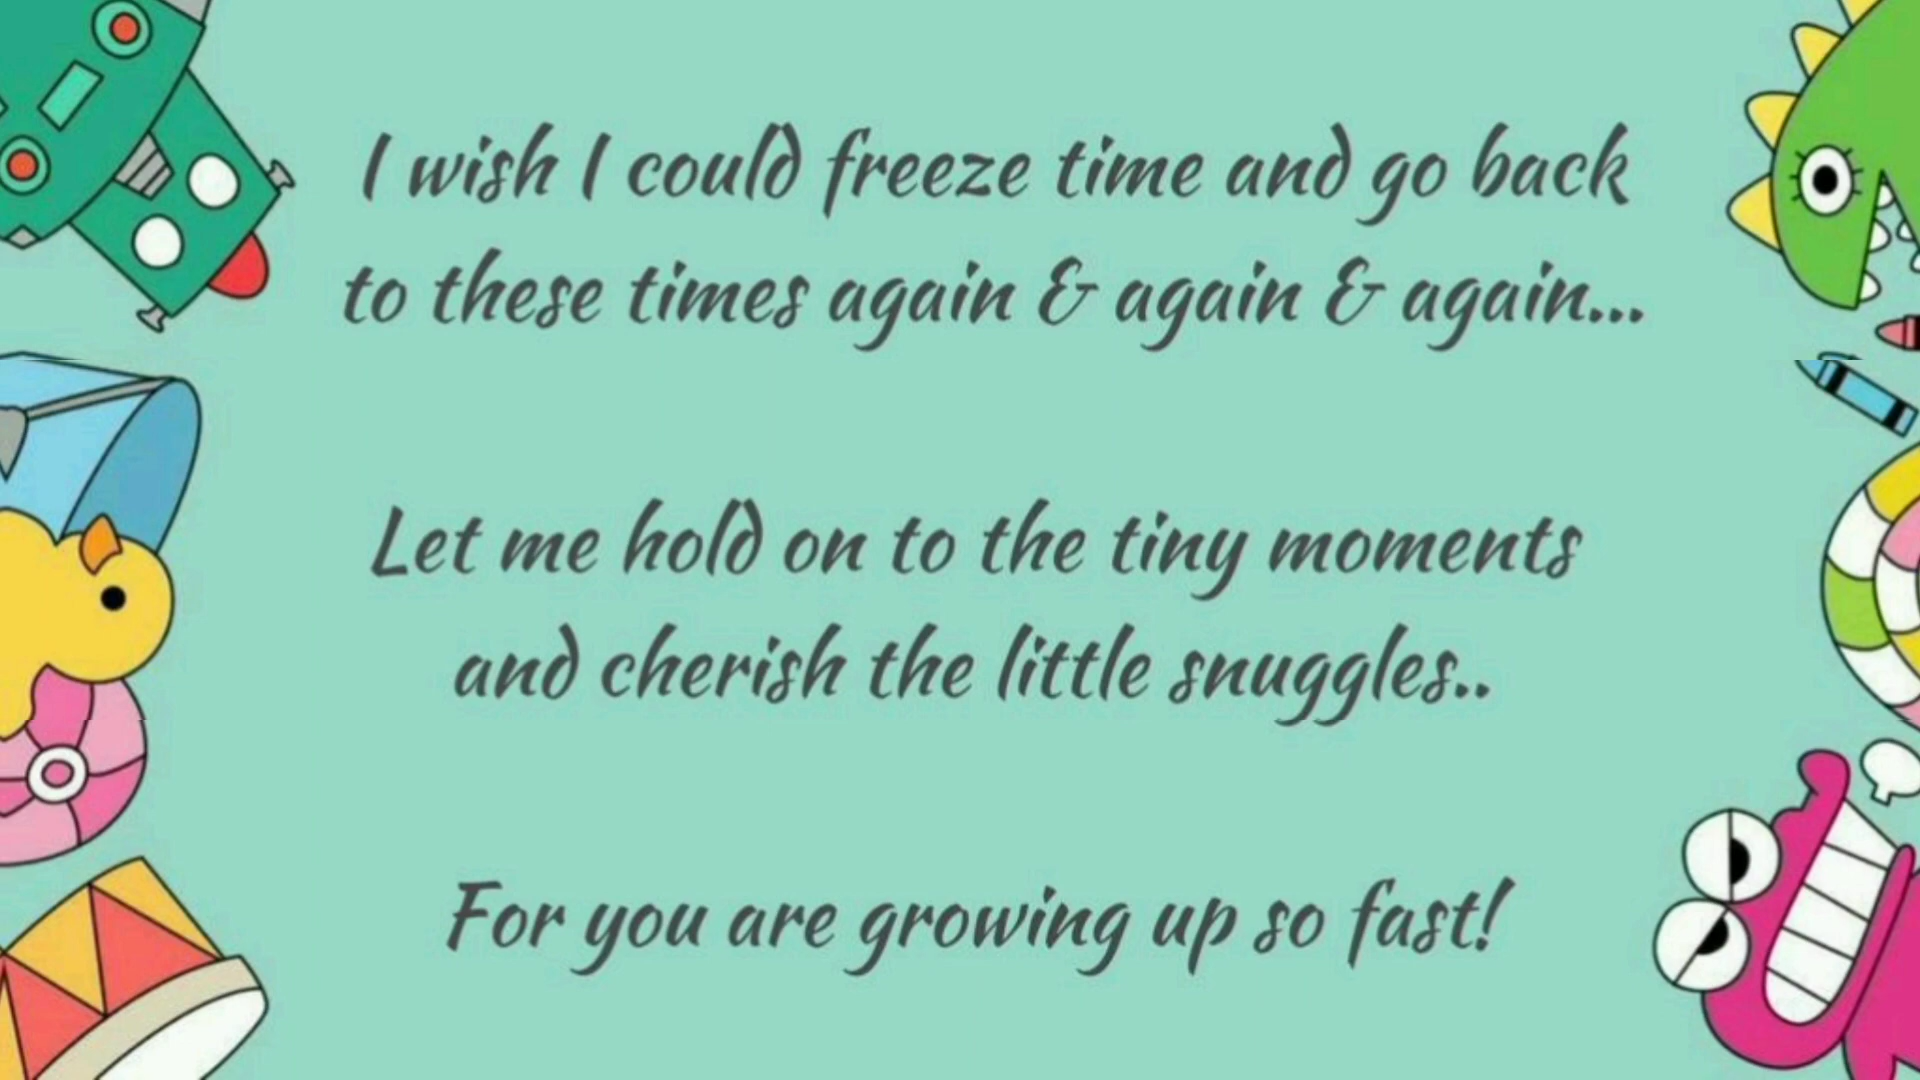 I wish I could freeze time and go back
to these times again & again & again...
Let me hold on to the tiny moments
and cherish the little snuggles..
For you are growing up so fast!